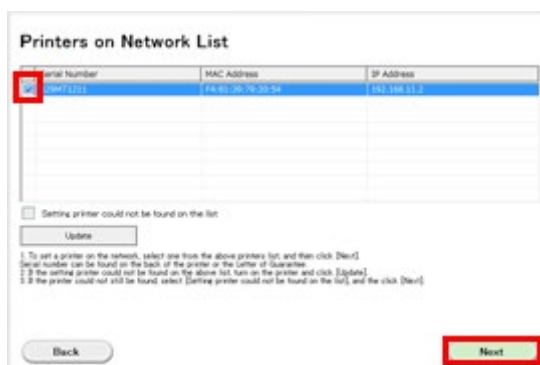 Printers on Network List
Serial Number MAC Address IP Address
192.168.11.2
Setting printer could not be found on the list
Update
1. To set a printer on the network, select one from the above printers list, and then click [Next].
Serial number can be found on the back of the printer or the Letter of Guarantee.
2. If the setting printer could not be found on the above list, turn on the printer and click [Update].
3. If the printer could not still be found, select [Setting printer could not be found on the list], and the click [Next].
Back Next